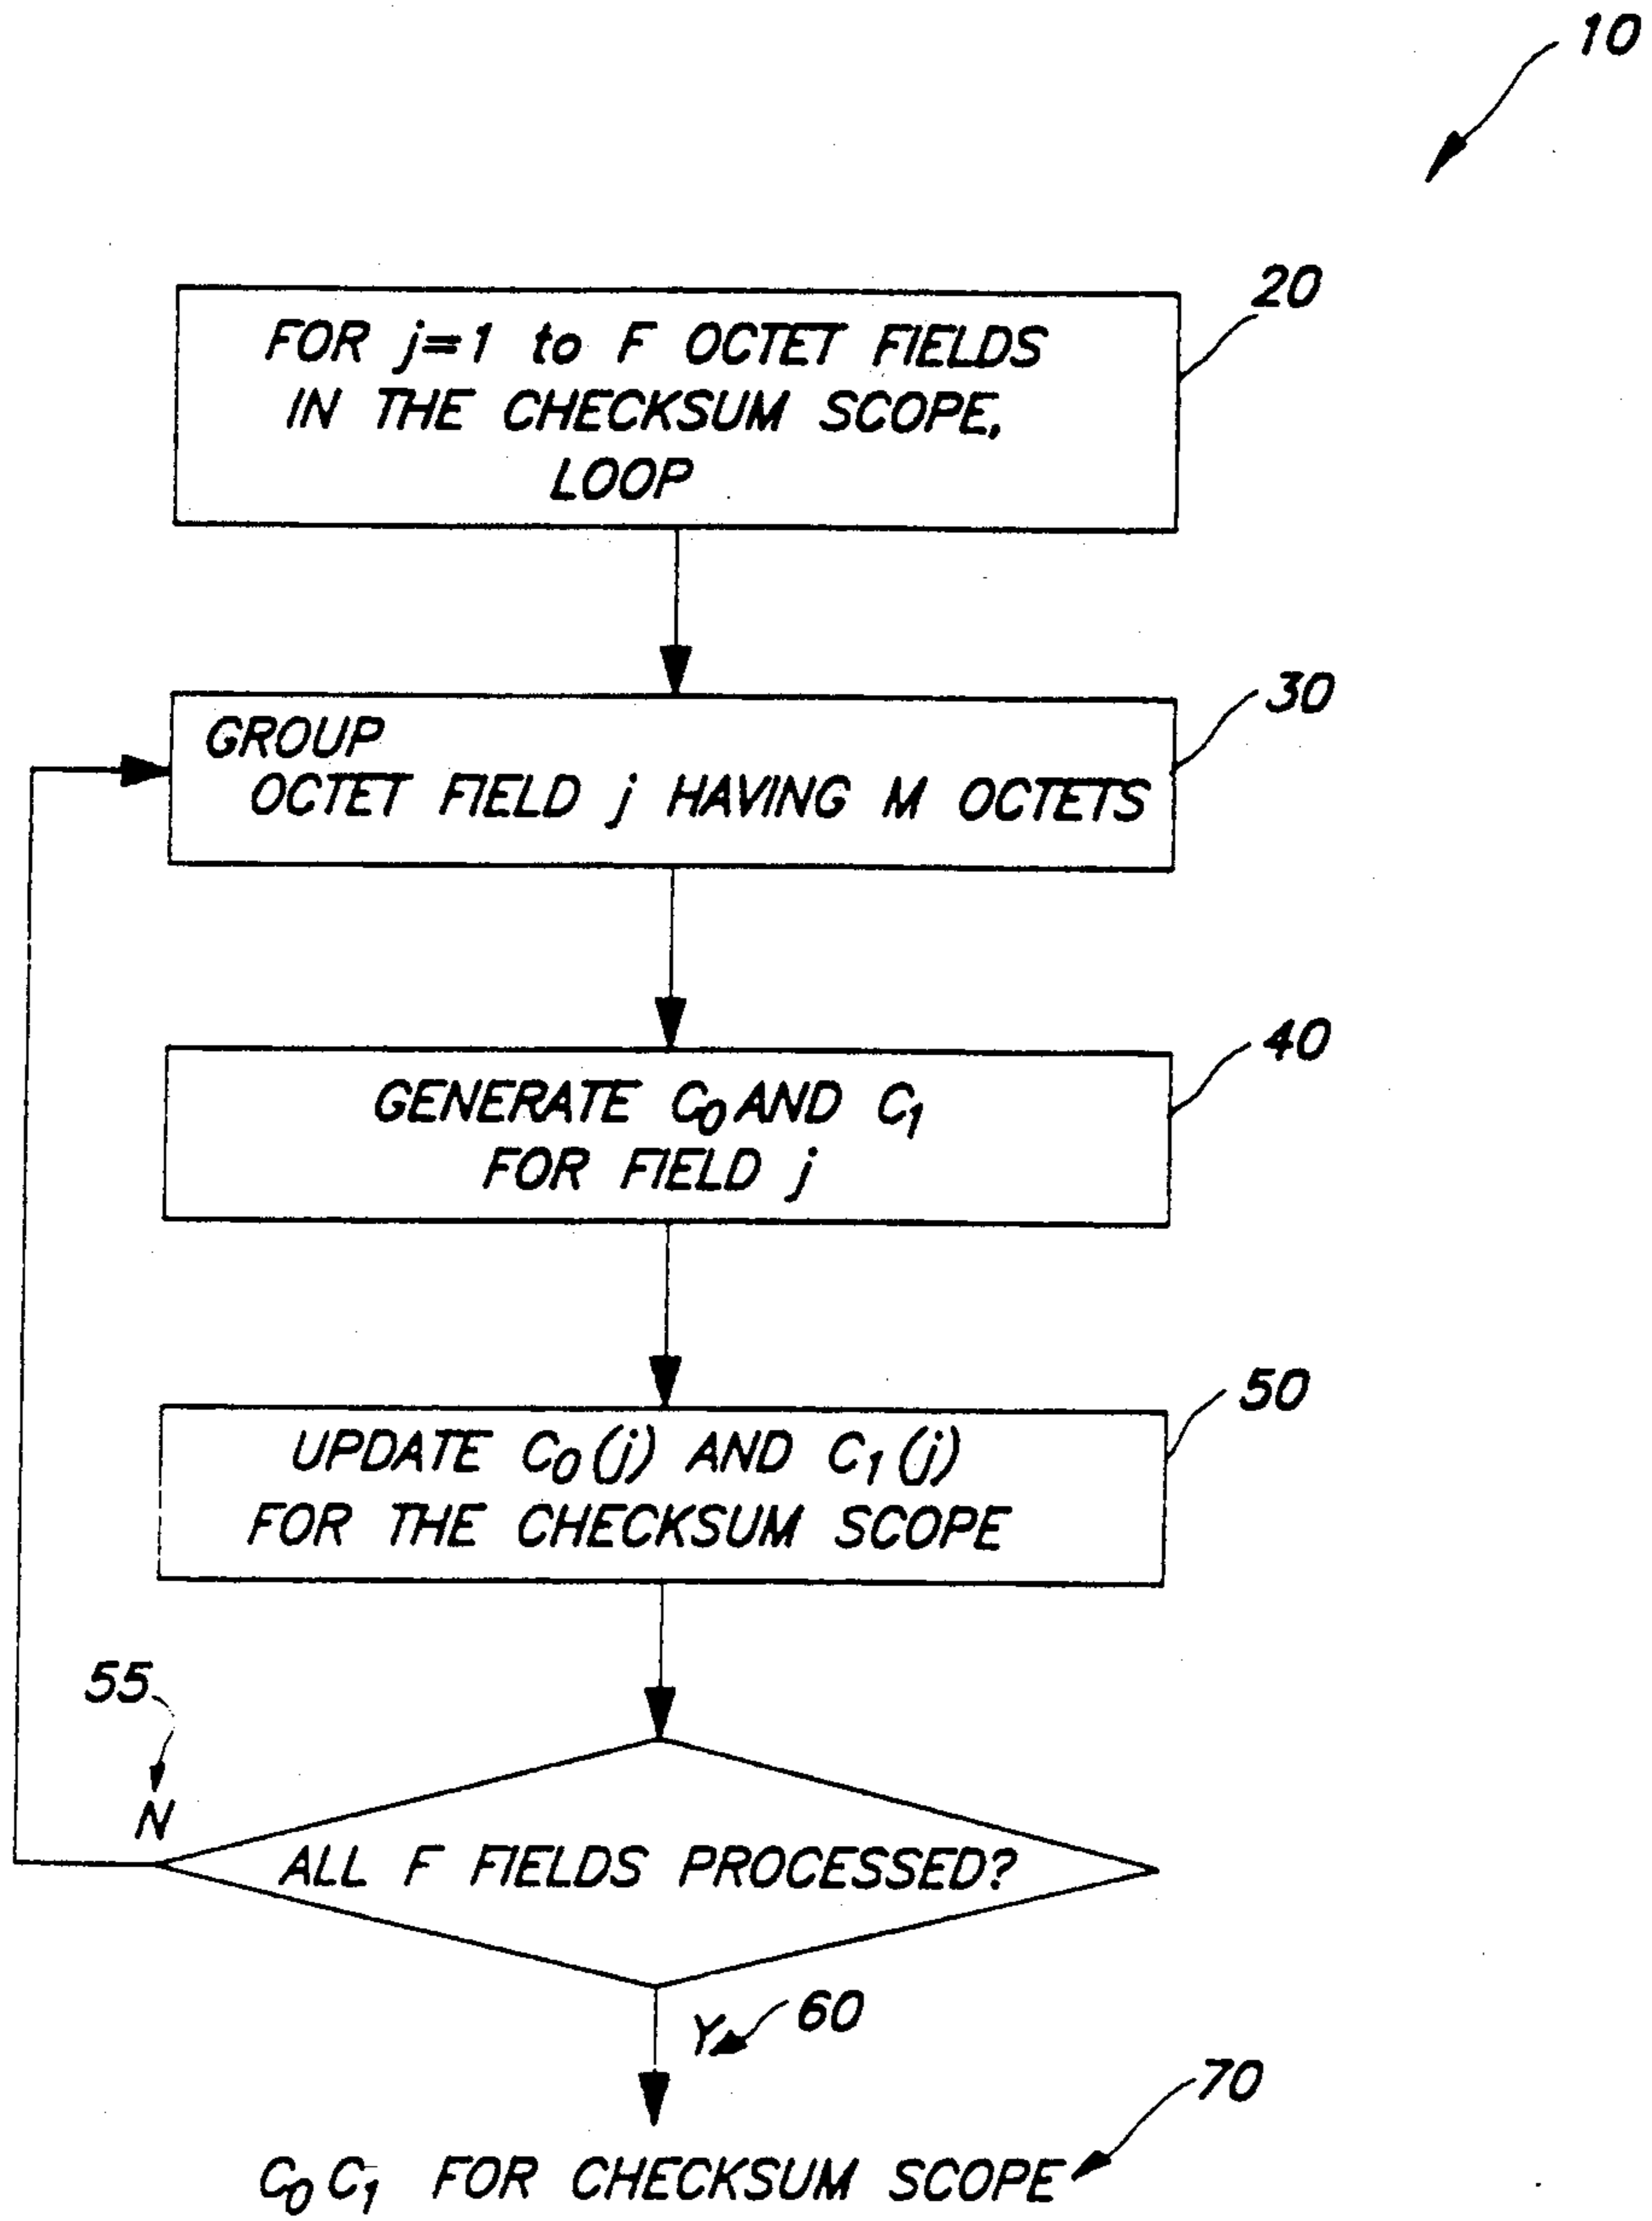 10
20
FOR j=1 to F OCTET FIELDS
IN THE CHECKSUM SCOPE,
LOOP
30
GROUP
OCTET FIELD j HAVING M OCTETS
40
GENERATE C₀ AND C₁
FOR FIELD j
50
UPDATE C₀(j) AND C₁(j)
FOR THE CHECKSUM SCOPE
55
N
ALL F FIELDS PROCESSED?
Y
60
70
C₀ C₁ FOR CHECKSUM SCOPE